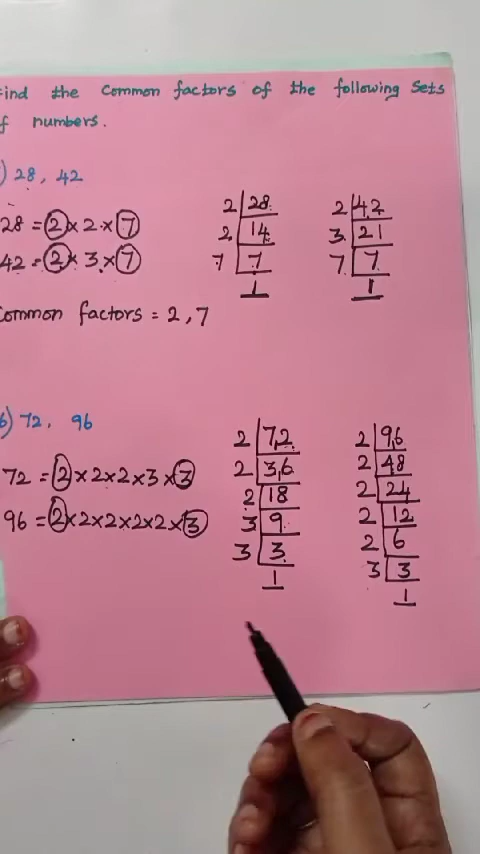 ind the Common factors of the following Sets
f numbers.
) 28, 42
28 = 2 × 2 × 7
42 = 2 × 3 × 7
2 28
2 14
7 7
1
2 42
3 21
7 7
1
ommon factors = 2, 7
b) 72, 96
72 = 2 × 2 × 2 × 3 × 3
96 = 2 × 2 × 2 × 2 × 2 × 3
2 72
2 36
2 18
3 9
3 3
1
2 96
2 48
2 24
2 12
2 6
3 3
1